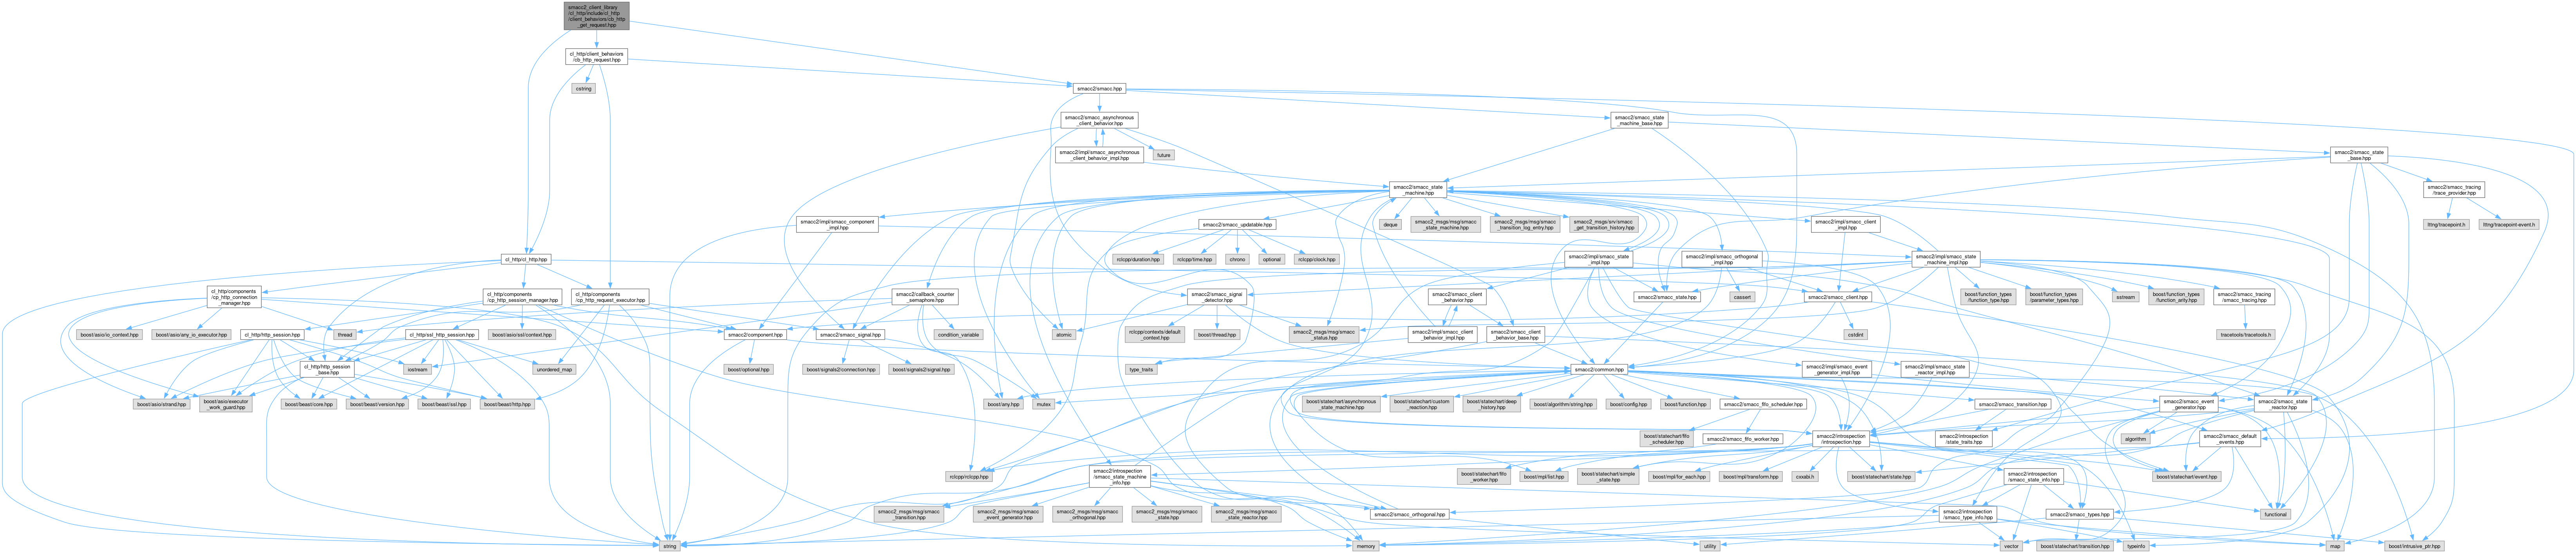 smacc2_client_library
/cl_http/include/cl_http
/client_behaviors/cb_http
_get_request.hpp
cl_http/client_behaviors
/cb_http_request.hpp
cstring
smacc2/smacc.hpp
smacc2/smacc_asynchronous
_client_behavior.hpp
smacc2/smacc_state
_machine_base.hpp
smacc2/impl/smacc_asynchronous
_client_behavior_impl.hpp
future
smacc2/smacc_state
_base.hpp
smacc2/smacc_state
_machine.hpp
smacc2/smacc_tracing
/trace_provider.hpp
smacc2/impl/smacc_component
_impl.hpp
smacc2/smacc_updatable.hpp
deque
smacc2_msgs/msg/smacc
_state_machine.hpp
smacc2_msgs/msg/smacc
_transition_log_entry.hpp
smacc2_msgs/srv/smacc
_get_transition_history.hpp
smacc2/impl/smacc_client
_impl.hpp
lttng/tracepoint.h
lttng/tracepoint-event.h
cl_http/cl_http.hpp
rclcpp/duration.hpp
rclcpp/time.hpp
chrono
optional
rclcpp/clock.hpp
smacc2/impl/smacc_state
_impl.hpp
smacc2/impl/smacc_orthogonal
_impl.hpp
smacc2/impl/smacc_state
_machine_impl.hpp
cl_http/components
/cp_http_connection
_manager.hpp
cl_http/components
/cp_http_session_manager.hpp
cl_http/components
/cp_http_request_executor.hpp
smacc2/callback_counter
_semaphore.hpp
smacc2/smacc_signal
_detector.hpp
smacc2/smacc_client
_behavior.hpp
smacc2/smacc_state.hpp
cassert
smacc2/smacc_client.hpp
boost/function_types
/function_type.hpp
boost/function_types
/parameter_types.hpp
sstream
boost/function_types
/function_arity.hpp
smacc2/smacc_tracing
/smacc_tracing.hpp
boost/asio/io_context.hpp
boost/asio/any_io_executor.hpp
thread
cl_http/http_session.hpp
cl_http/ssl_http_session.hpp
boost/asio/ssl/context.hpp
smacc2/component.hpp
smacc2/smacc_signal.hpp
condition_variable
atomic
rclcpp/contexts/default
_context.hpp
boost/thread.hpp
smacc2_msgs/msg/smacc
_status.hpp
smacc2/impl/smacc_client
_behavior_impl.hpp
smacc2/smacc_client
_behavior_base.hpp
cstdint
tracetools/tracetools.h
cl_http/http_session
_base.hpp
iostream
unordered_map
boost/optional.hpp
boost/signals2/connection.hpp
boost/signals2/signal.hpp
type_traits
smacc2/common.hpp
smacc2/impl/smacc_event
_generator_impl.hpp
smacc2/impl/smacc_state
_reactor_impl.hpp
boost/asio/strand.hpp
boost/asio/executor
_work_guard.hpp
boost/beast/core.hpp
boost/beast/version.hpp
boost/beast/ssl.hpp
boost/beast/http.hpp
boost/any.hpp
mutex
boost/statechart/asynchronous
_state_machine.hpp
boost/statechart/custom
_reaction.hpp
boost/statechart/deep
_history.hpp
boost/algorithm/string.hpp
boost/config.hpp
boost/function.hpp
smacc2/smacc_fifo_scheduler.hpp
smacc2/smacc_transition.hpp
smacc2/smacc_event
_generator.hpp
smacc2/smacc_state
_reactor.hpp
boost/statechart/fifo
_scheduler.hpp
smacc2/smacc_fifo_worker.hpp
smacc2/introspection
/introspection.hpp
smacc2/introspection
/state_traits.hpp
algorithm
smacc2/smacc_default
_events.hpp
rclcpp/rclcpp.hpp
smacc2/introspection
/smacc_state_machine
_info.hpp
boost/statechart/fifo
_worker.hpp
boost/mpl/list.hpp
boost/statechart/simple
_state.hpp
boost/mpl/for_each.hpp
boost/mpl/transform.hpp
cxxabi.h
boost/statechart/state.hpp
smacc2/introspection
/smacc_state_info.hpp
boost/statechart/event.hpp
smacc2_msgs/msg/smacc
_transition.hpp
smacc2_msgs/msg/smacc
_event_generator.hpp
smacc2_msgs/msg/smacc
_orthogonal.hpp
smacc2_msgs/msg/smacc
_state.hpp
smacc2_msgs/msg/smacc
_state_reactor.hpp
smacc2/smacc_orthogonal.hpp
smacc2/introspection
/smacc_type_info.hpp
smacc2/smacc_types.hpp
functional
string
memory
utility
vector
boost/statechart/transition.hpp
typeinfo
map
boost/intrusive_ptr.hpp